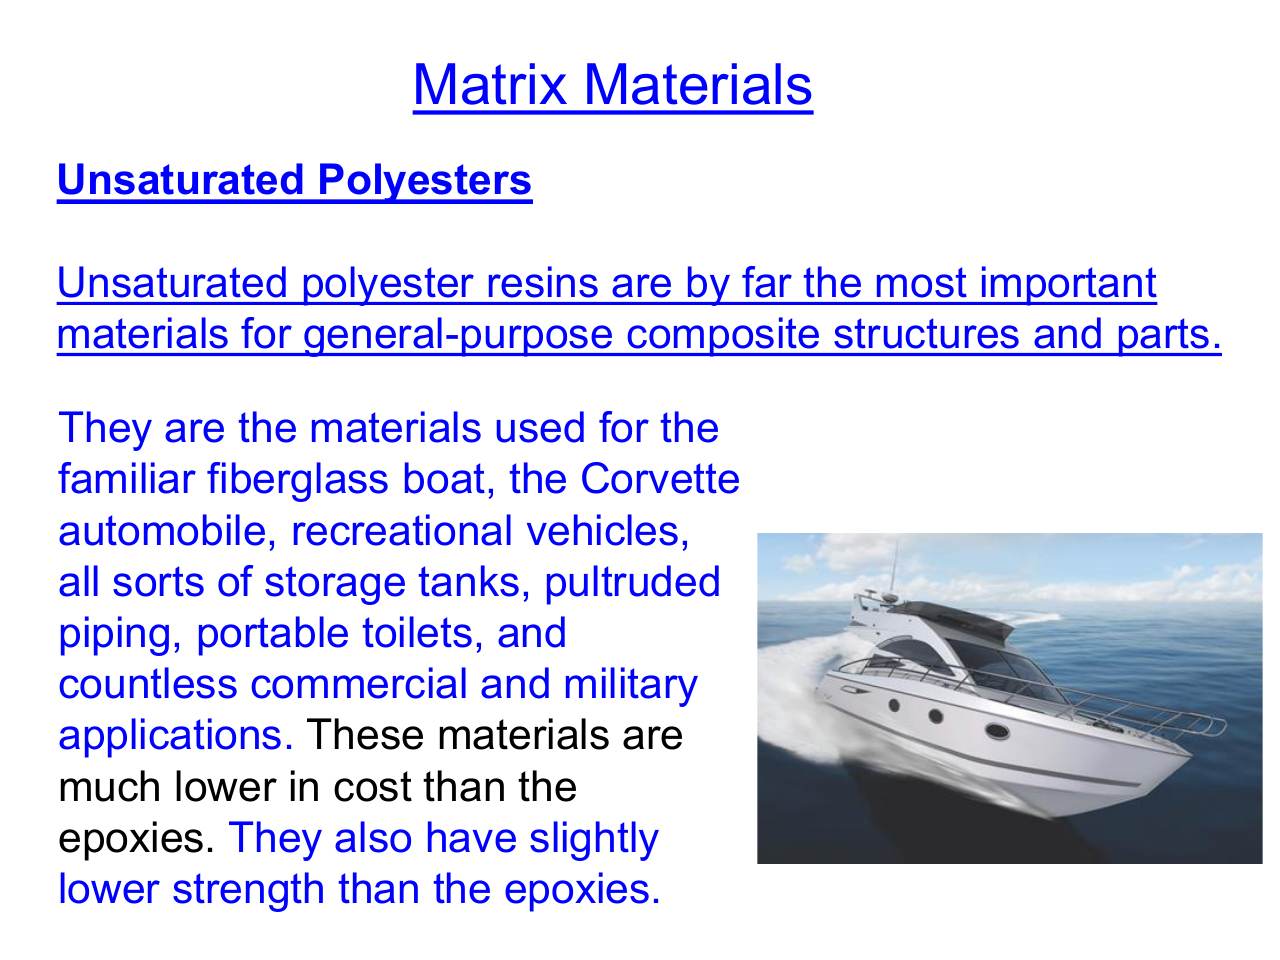 Matrix Materials
Unsaturated Polyesters
Unsaturated polyester resins are by far the most important
materials for general-purpose composite structures and parts.
They are the materials used for the
familiar fiberglass boat, the Corvette
automobile, recreational vehicles,
all sorts of storage tanks, pultruded
piping, portable toilets, and
countless commercial and military
applications. These materials are
much lower in cost than the
epoxies. They also have slightly
lower strength than the epoxies.